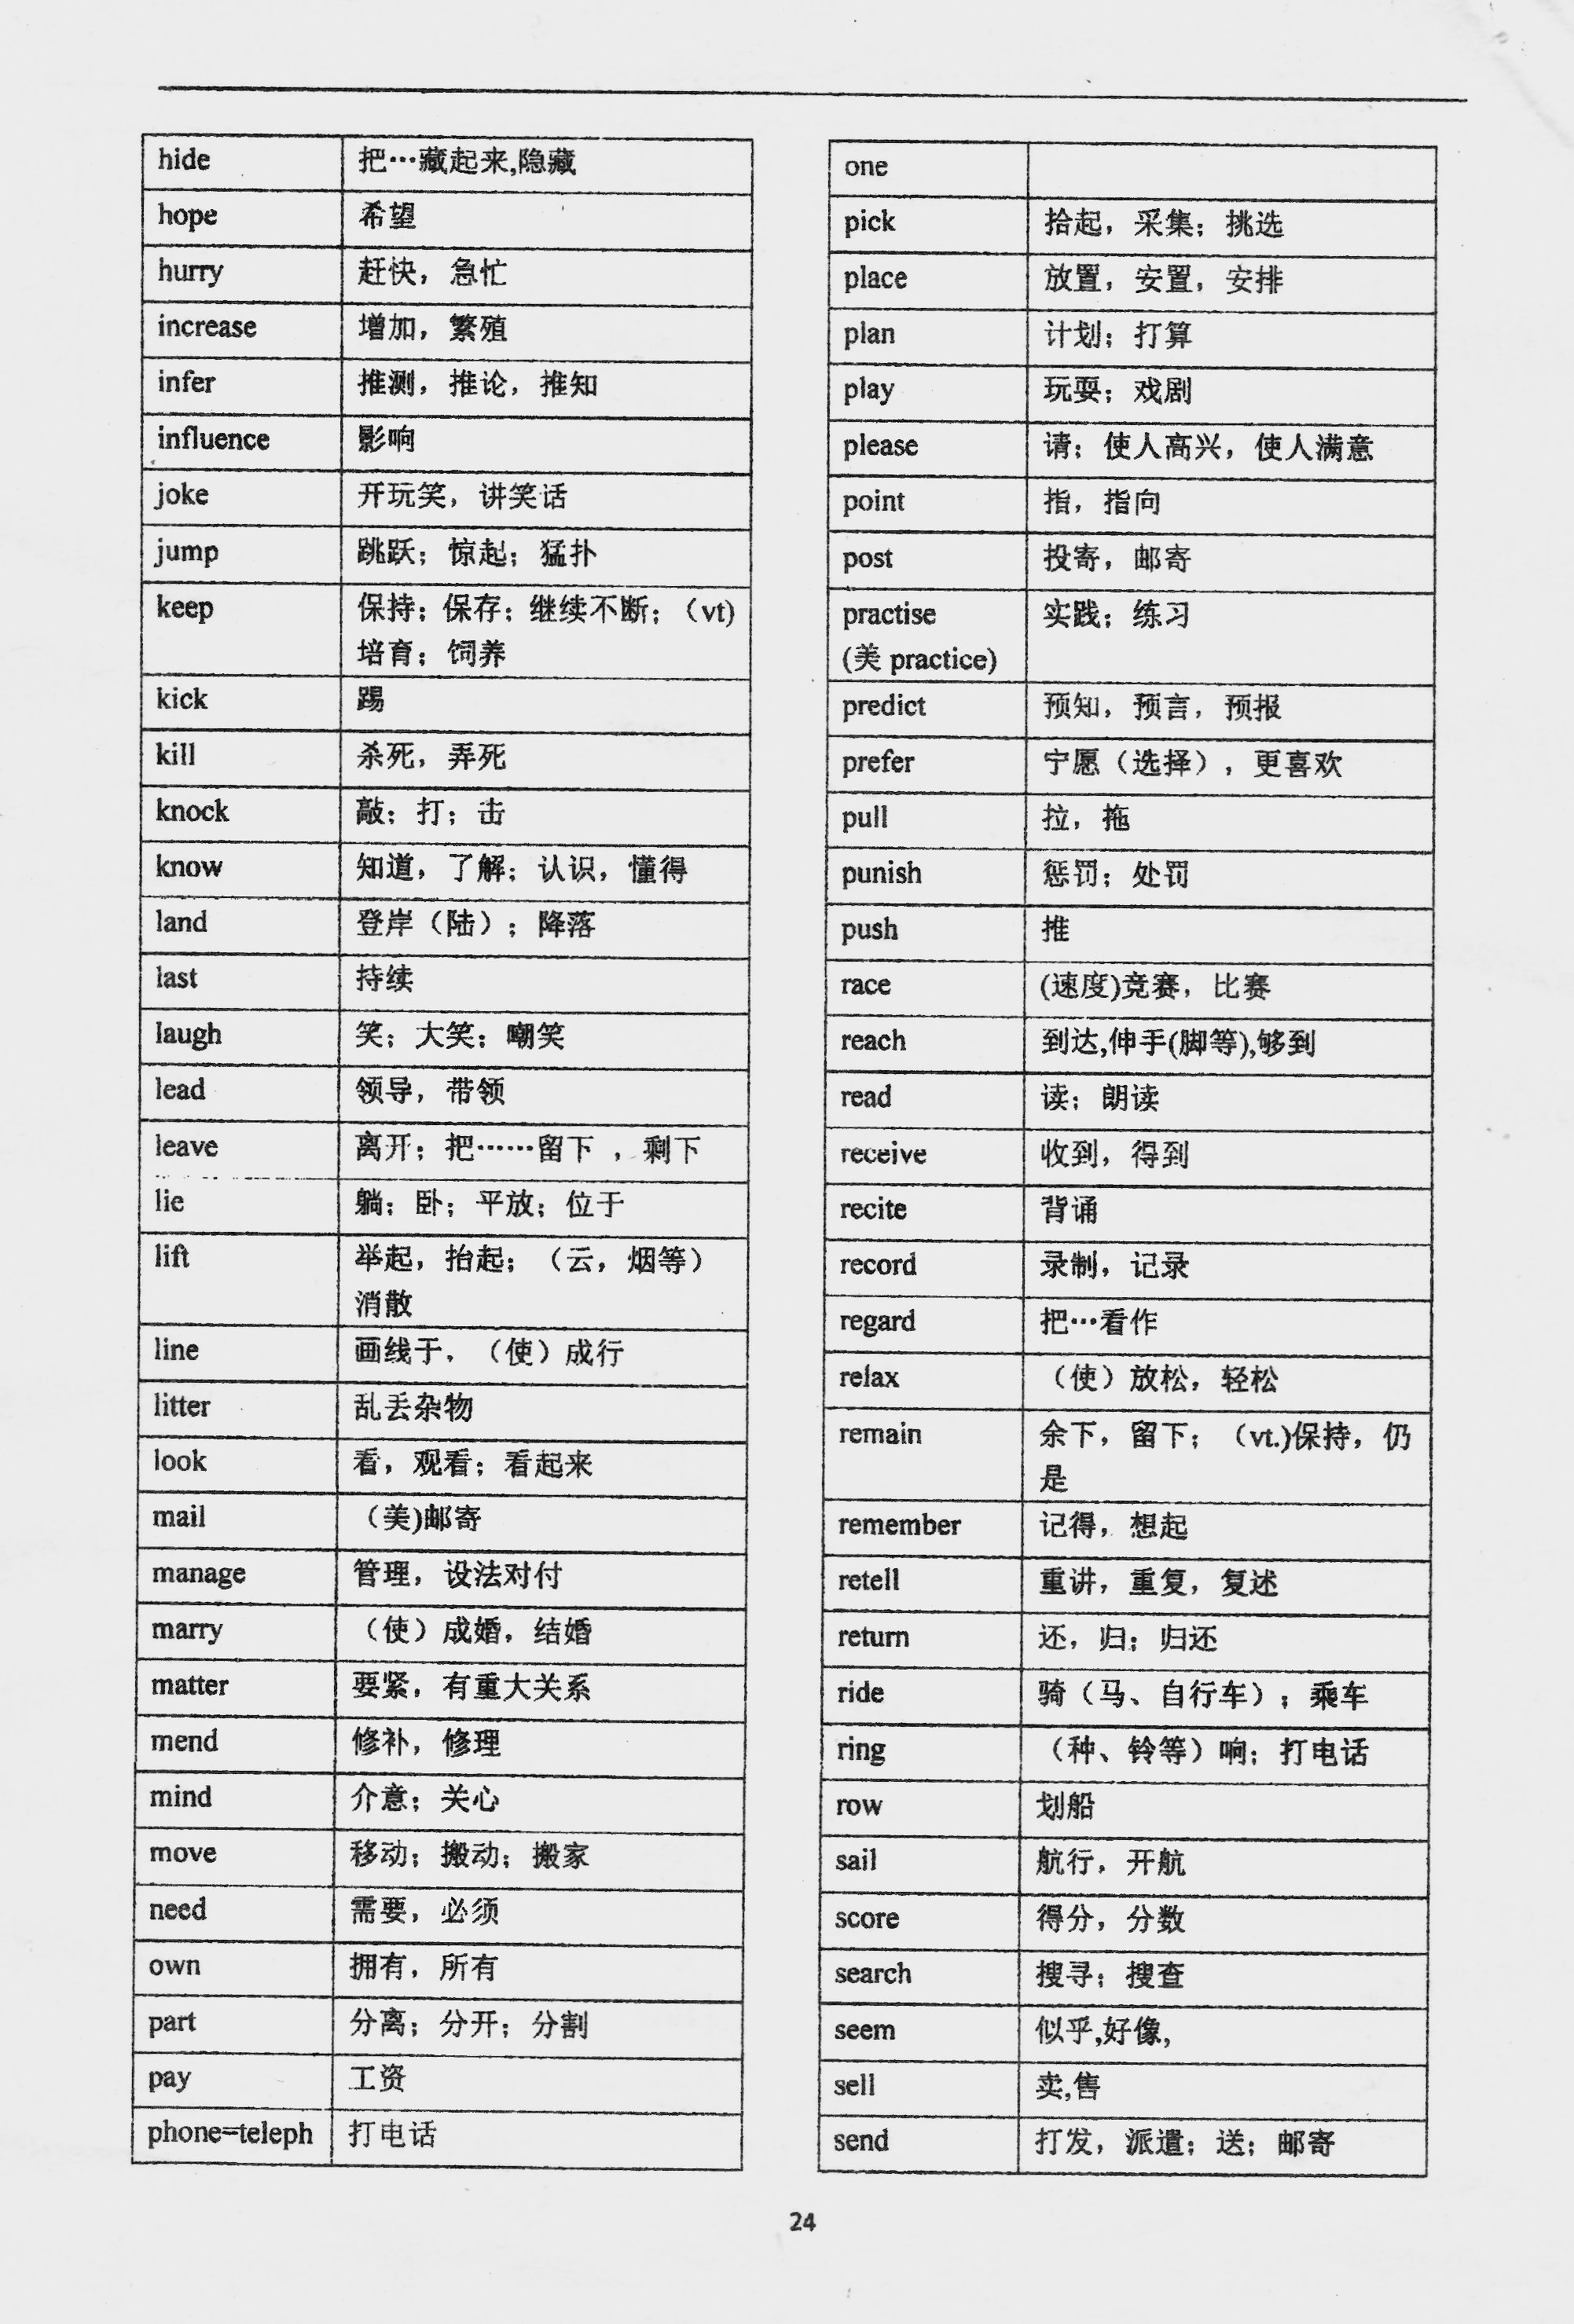 hide 把…藏起来,隐藏
hope 希望
hurry 赶快，急忙
increase 增加，繁殖
infer 推测，推论，推知
influence 影响
joke 开玩笑，讲笑话
jump 跳跃；惊起；猛扑
keep 保持；保存；继续不断；（vt)
培育；饲养
kick 踢
kill 杀死，弄死
knock 敲；打；击
know 知道，了解；认识，懂得
land 登岸（陆）；降落
last 持续
laugh 笑；大笑；嘲笑
lead 领导，带领
leave 离开；把……留下 ，剩下
lie 躺；卧；平放；位于
lift 举起，抬起；（云，烟等）
消散
line 画线于，（使）成行
litter 乱丢杂物
look 看，观看；看起来
mail （美)邮寄
manage 管理，设法对付
marry （使）成婚，结婚
matter 要紧，有重大关系
mend 修补，修理
mind 介意；关心
move 移动；搬动；搬家
need 需要，必须
own 拥有，所有
part 分离；分开；分割
pay 工资
phone=teleph 打电话
one
pick 拾起，采集；挑选
place 放置，安置，安排
plan 计划；打算
play 玩耍；戏剧
please 请；使人高兴，使人满意
point 指，指向
post 投寄，邮寄
practise 实践；练习
(美 practice)
predict 预知，预言，预报
prefer 宁愿（选择），更喜欢
pull 拉，拖
punish 惩罚；处罚
push 推
race (速度)竞赛，比赛
reach 到达,伸手(脚等),够到
read 读；朗读
receive 收到，得到
recite 背诵
record 录制，记录
regard 把…看作
relax （使）放松，轻松
remain 余下，留下；（vt.)保持，仍
是
remember 记得，想起
retell 重讲，重复，复述
return 还，归；归还
ride 骑（马、自行车）；乘车
ring （种、铃等）响；打电话
row 划船
sail 航行，开航
score 得分，分数
search 搜寻；搜查
seem 似乎,好像,
sell 卖,售
send 打发，派遣；送；邮寄
24